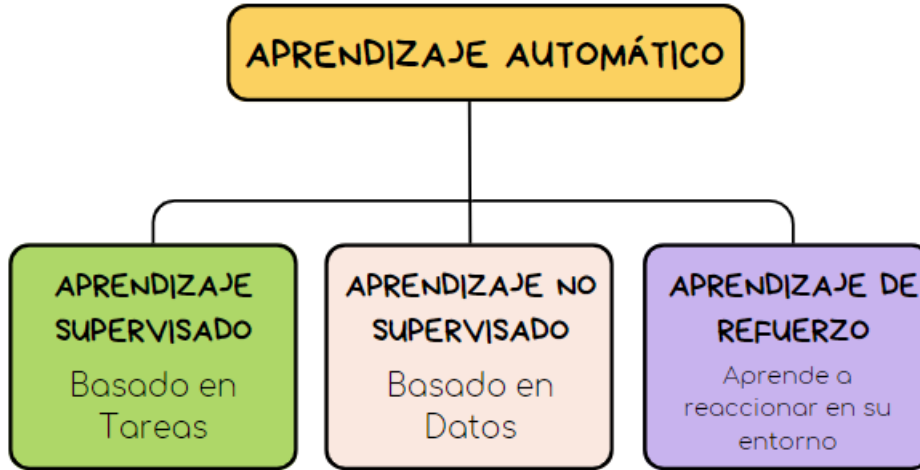 APRENDIZAJE AUTOMÁTICO
APRENDIZAJE
SUPERVISADO
Basado en
Tareas
APRENDIZAJE NO
SUPERVISADO
Basado en
Datos
APRENDIZAJE DE
REFUERZO
Aprende a
reaccionar en su
entorno